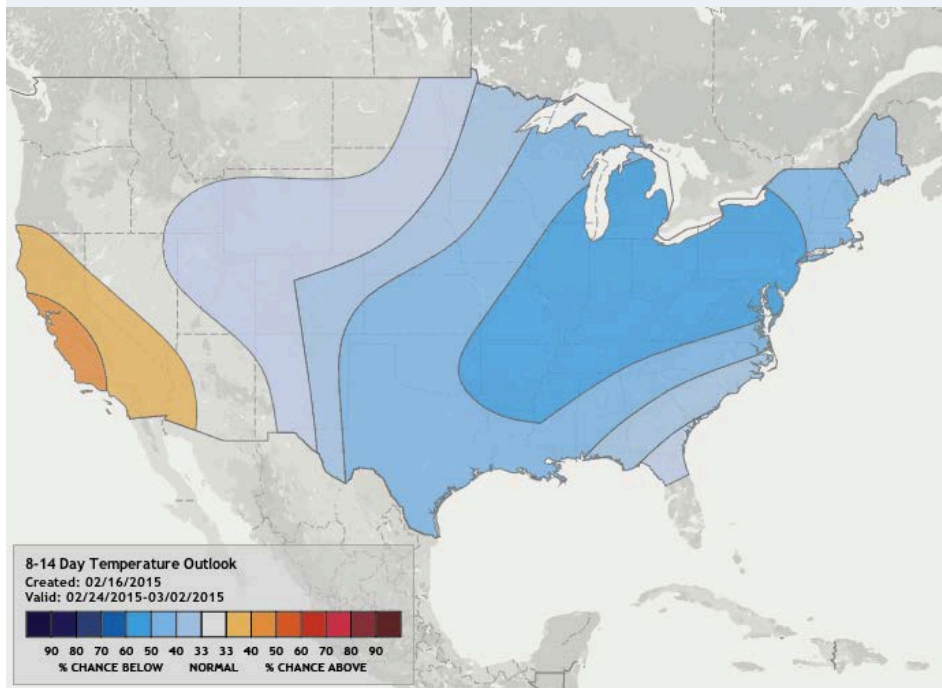 8-14 Day Temperature Outlook
Created: 02/16/2015
Valid: 02/24/2015-03/02/2015
90 80 70 60 50 40 33 33 40 50 60 70 80 90
% CHANCE BELOW NORMAL % CHANCE ABOVE